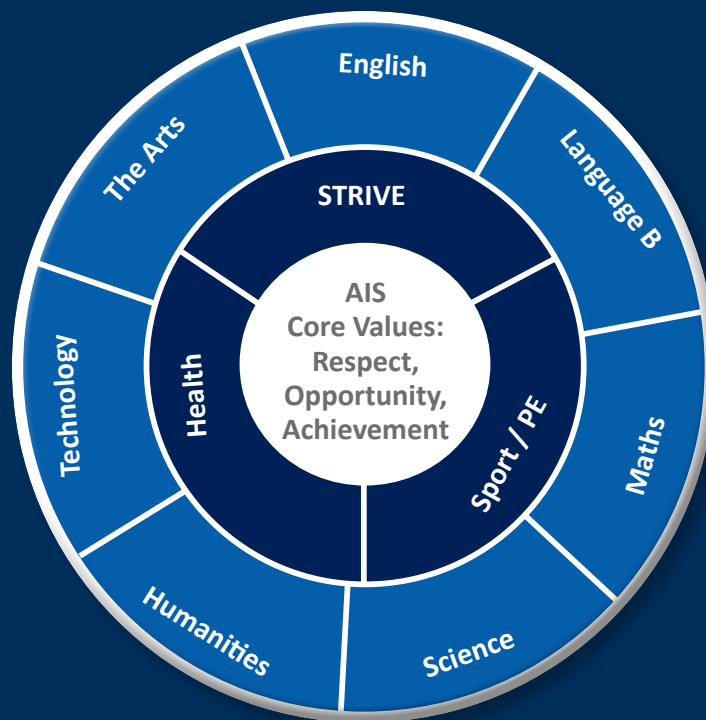 English
Language B
Maths
Science
Humanities
Technology
The Arts
STRIVE
Sport / PE
Health
AIS
Core Values:
Respect,
Opportunity,
Achievement